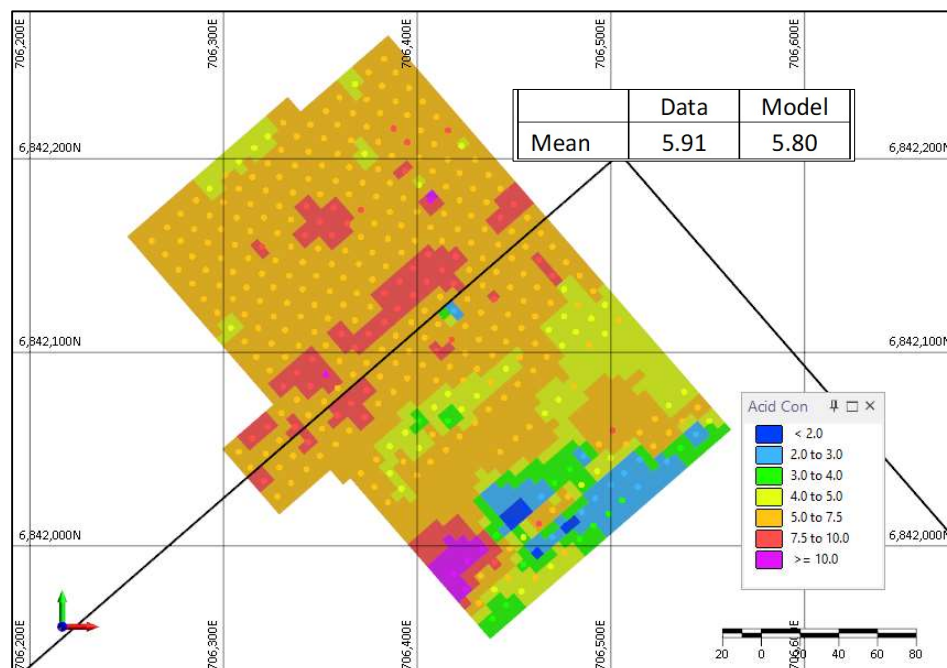 706,200E
706,300E
706,400E
706,500E
706,600E
Data Model
Mean 5.91 5.80
6,842,200N 6,842,200N
6,842,100N 6,842,100N
Acid Con
< 2.0
2.0 to 3.0
3.0 to 4.0
4.0 to 5.0
5.0 to 7.5
7.5 to 10.0
>= 10.0
6,842,000N 6,842,000N
706,200E
706,300E
706,400E
706,500E
706,600E
20 0 20 40 60 80